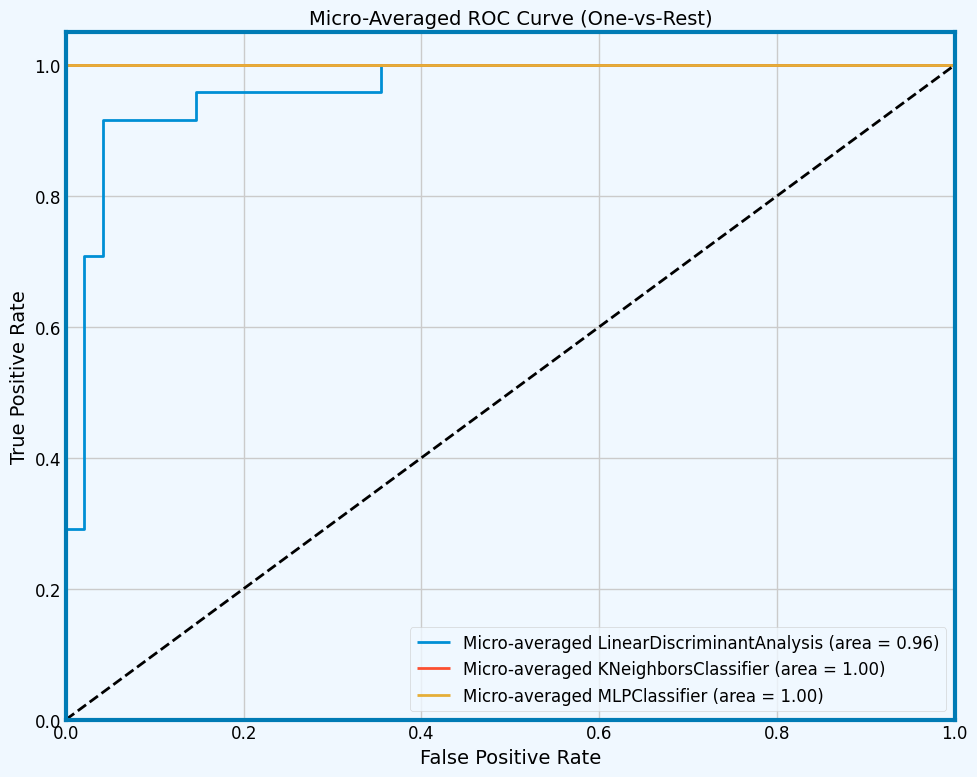 Micro-Averaged ROC Curve (One-vs-Rest)
True Positive Rate
1.0
0.8
0.6
0.4
0.2
0.0
Micro-averaged LinearDiscriminantAnalysis (area = 0.96)
Micro-averaged KNeighborsClassifier (area = 1.00)
Micro-averaged MLPClassifier (area = 1.00)
0.0 0.2 0.4 0.6 0.8 1.0
False Positive Rate